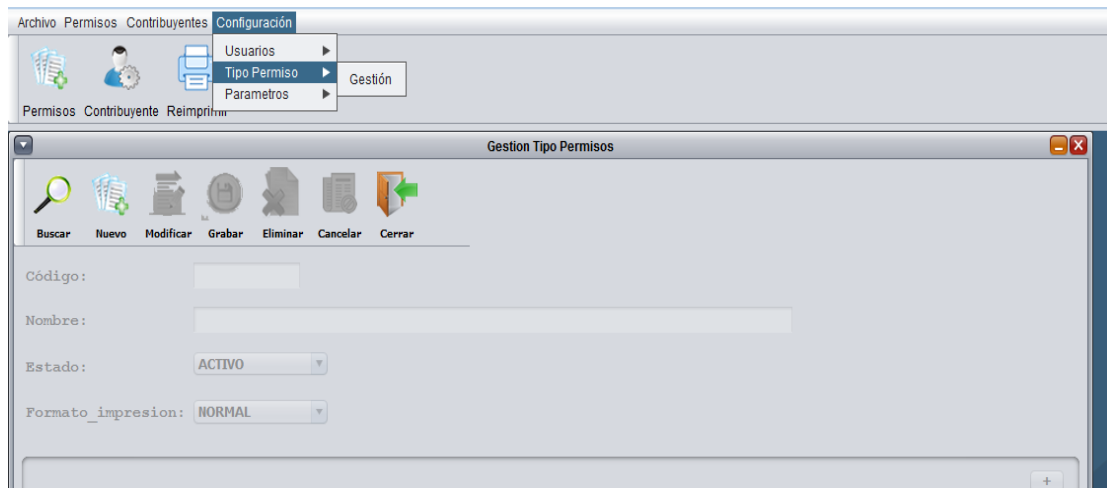 Archivo Permisos Contribuyentes Configuración
Usuarios
Tipo Permiso
Gestión
Parametros
Permisos Contribuyente Reimprimir
Gestion Tipo Permisos
Buscar Nuevo Modificar Grabar Eliminar Cancelar Cerrar
Código:
Nombre:
Estado: ACTIVO
Formato_impresion: NORMAL
+